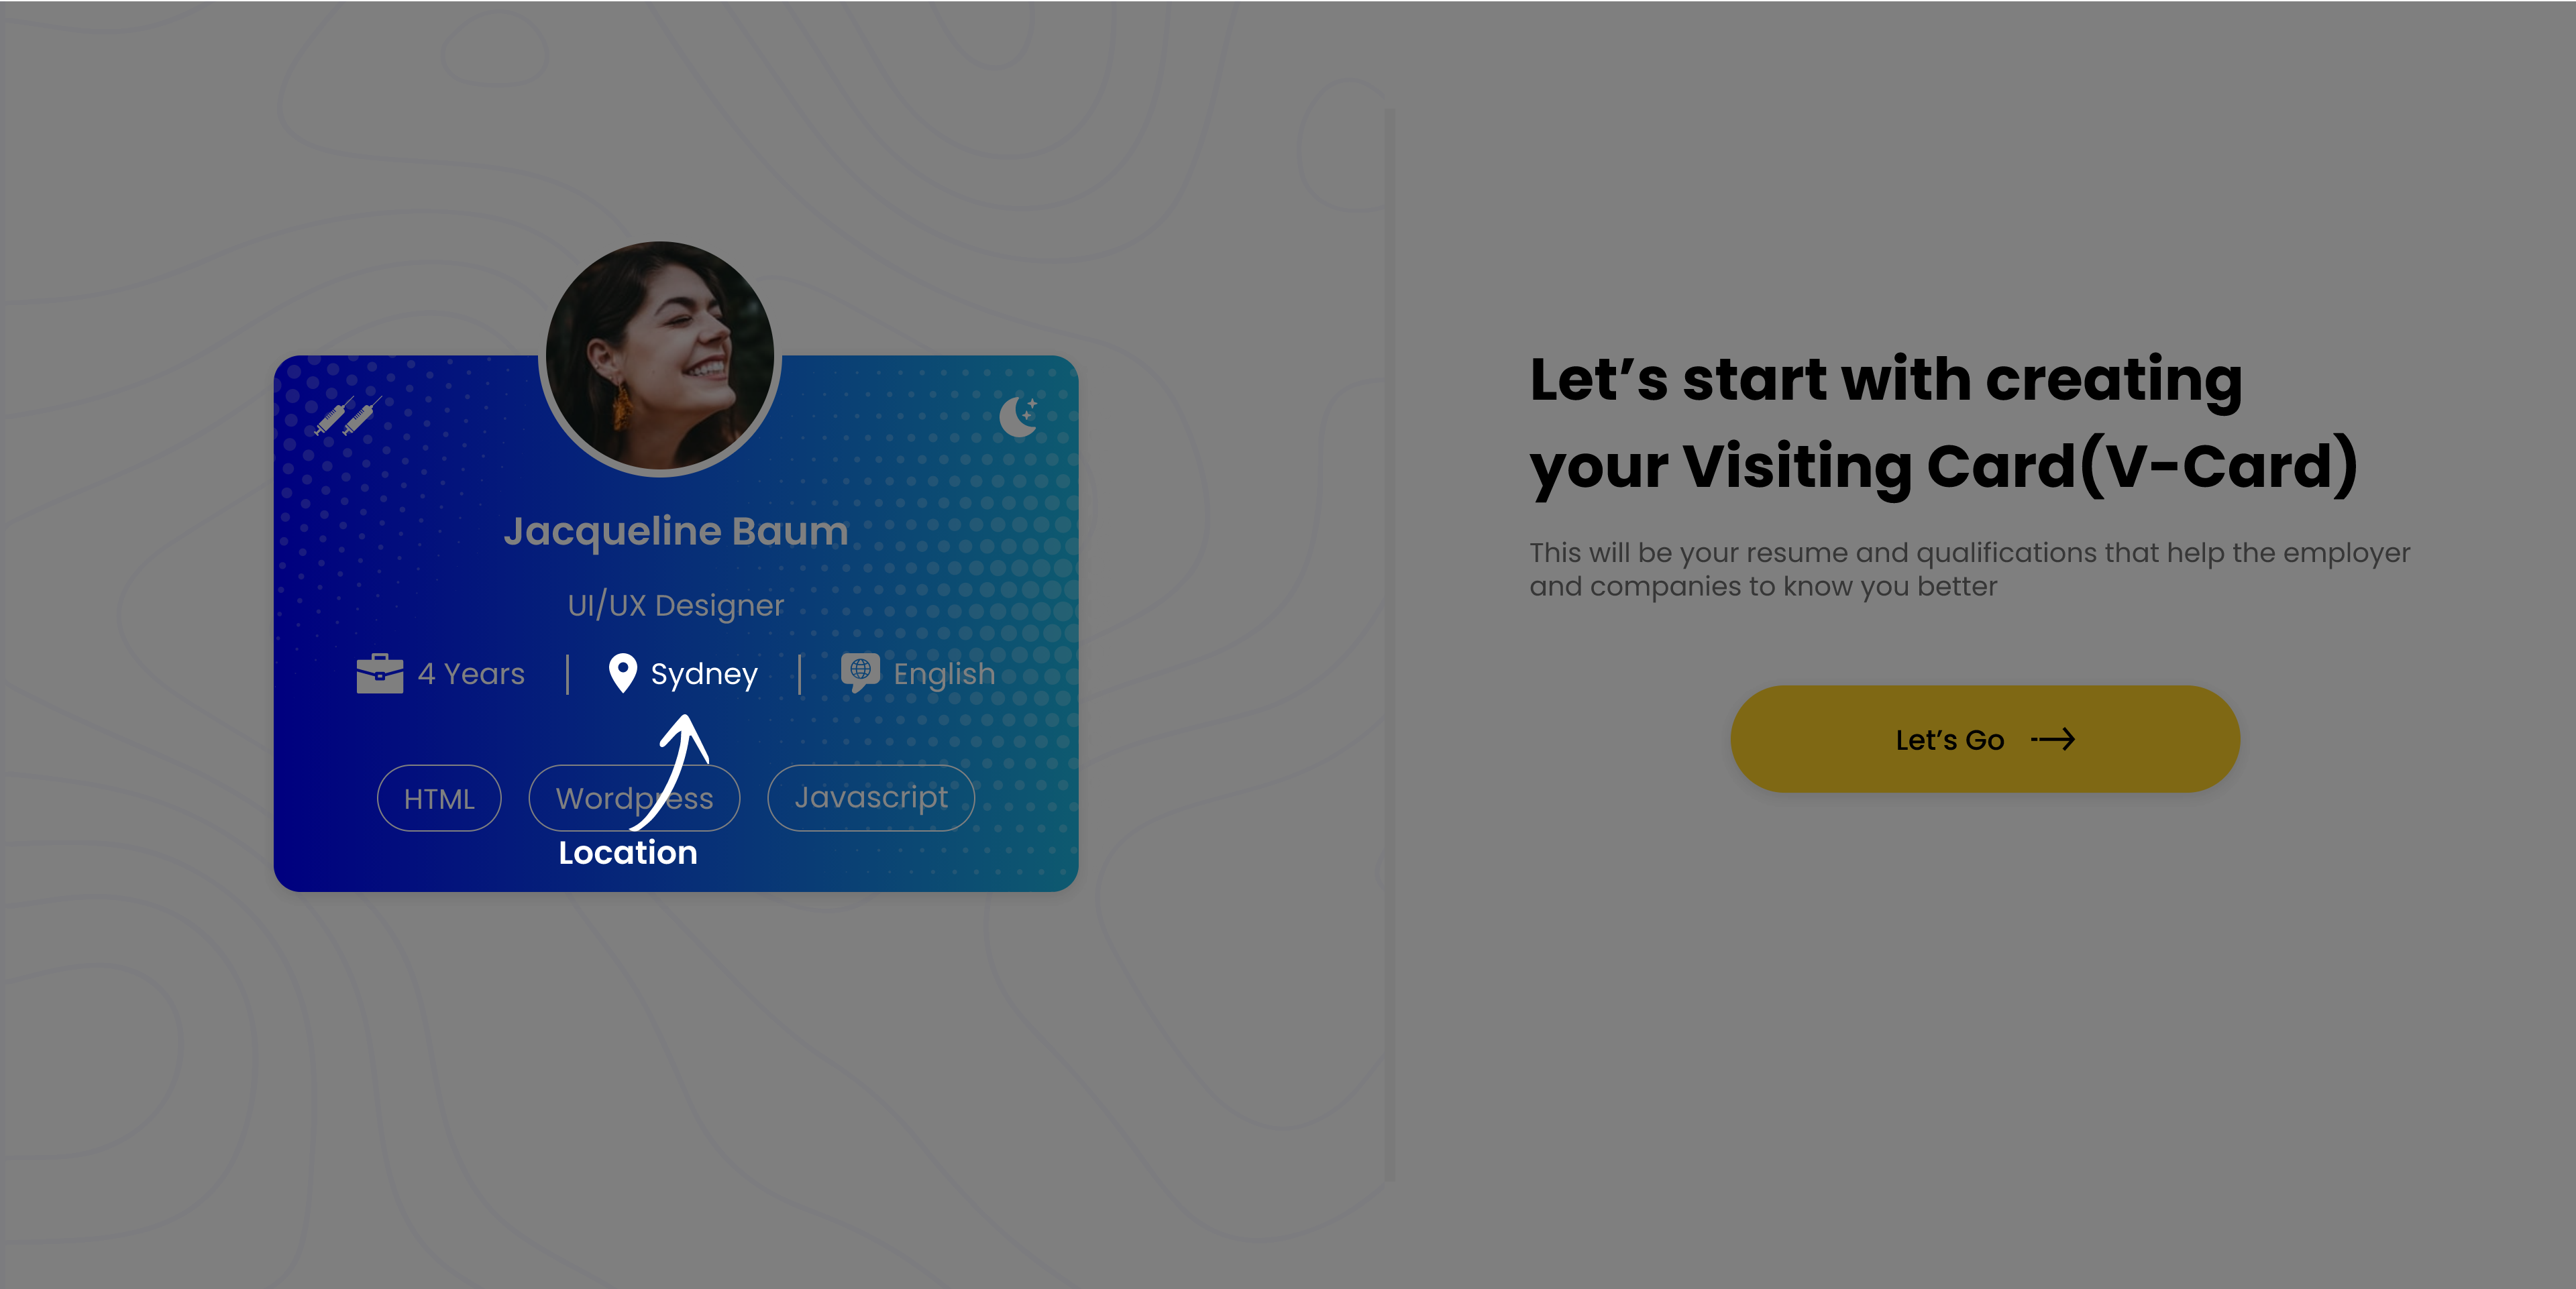 Jacqueline Baum
UI/UX Designer
4 Years
Sydney
English
HTML
Wordpress
Javascript
Location
Let’s start with creating
your Visiting Card(V-Card)
This will be your resume and qualifications that help the employer
and companies to know you better
Let’s Go